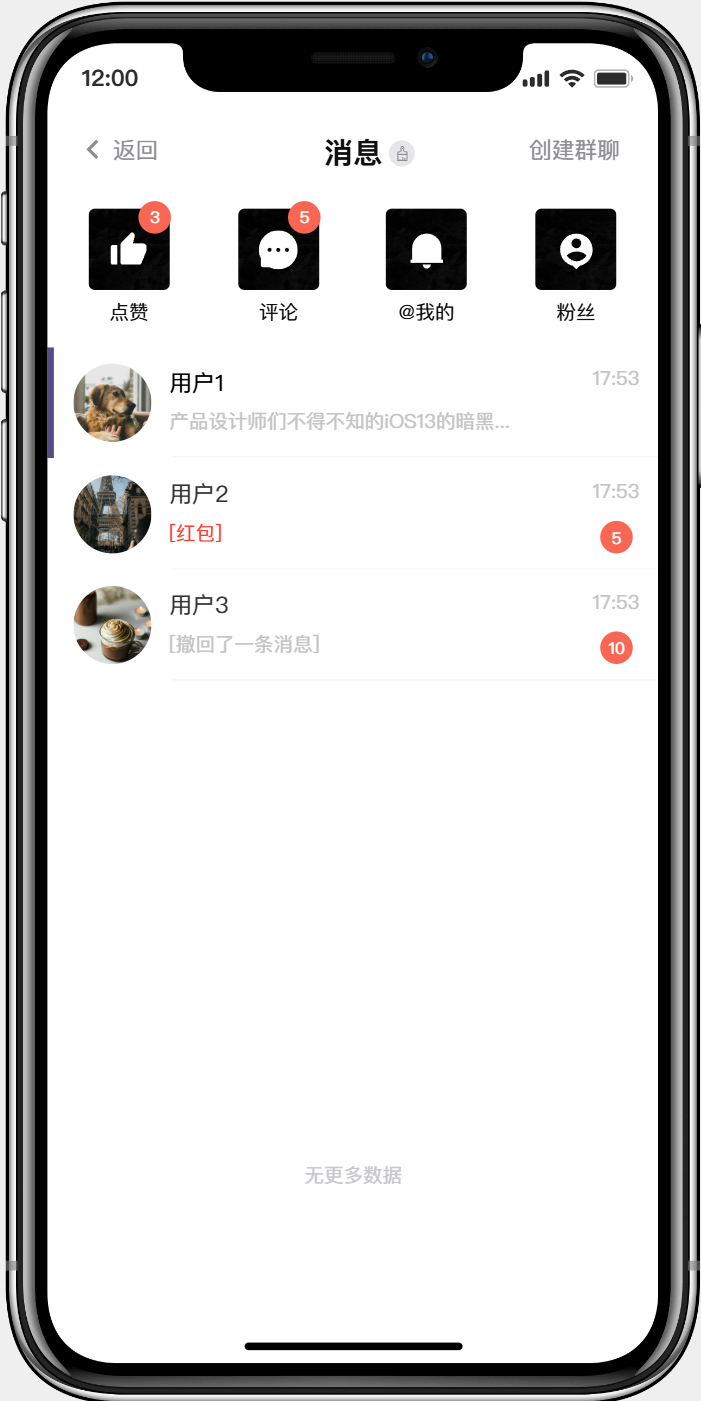 12:00
返回
消息
创建群聊
3
5
点赞
评论
@我的
粉丝
用户1
17:53
产品设计师们不得不知的iOS13的暗黑...
用户2
17:53
[红包]
5
用户3
17:53
[撤回了一条消息]
10
无更多数据